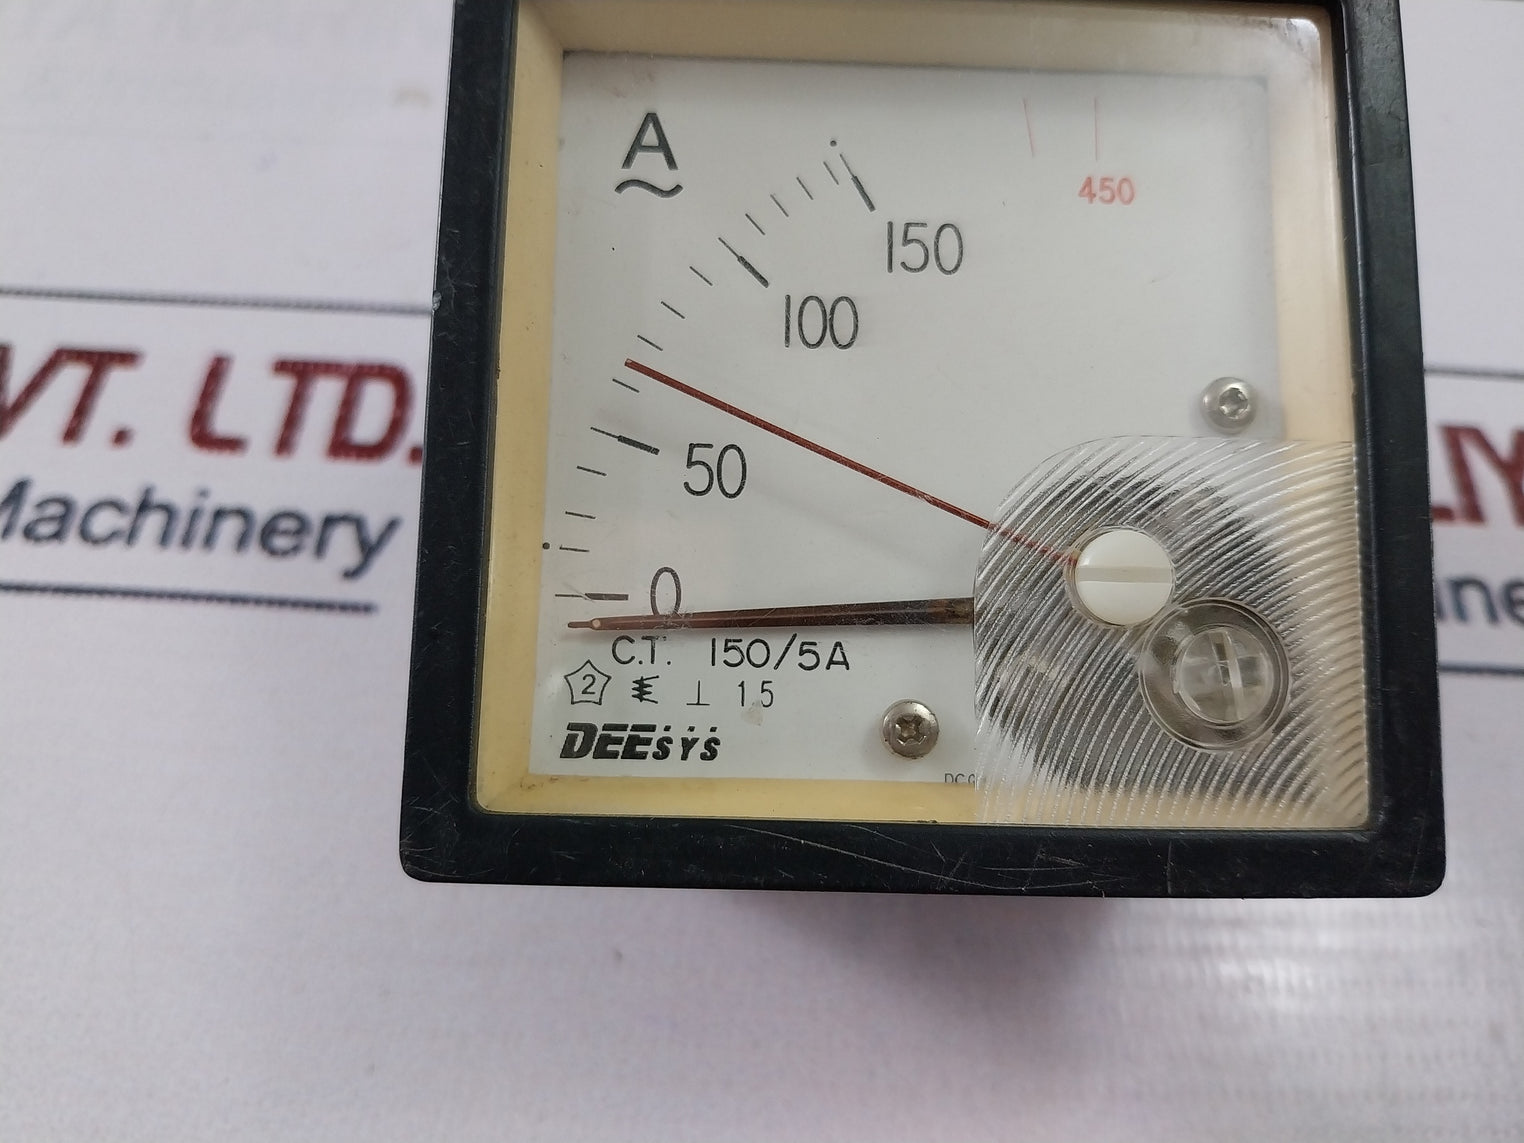 A
450
150
100
50
0
C.T. 150/5A
2 1.5
DEESYS
VT. LTD.
Machinery